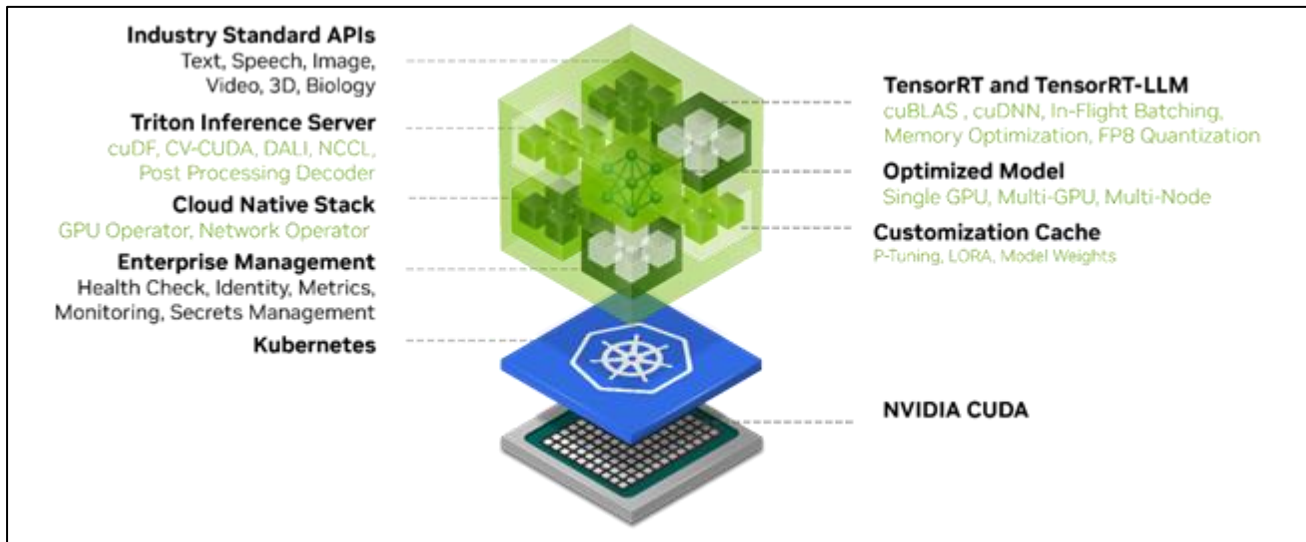 Industry Standard APIs
Text, Speech, Image,
Video, 3D, Biology
Triton Inference Server
cuDF, CV-CUDA, DALI, NCCL,
Post Processing Decoder
Cloud Native Stack
GPU Operator, Network Operator
Enterprise Management
Health Check, Identity, Metrics,
Monitoring, Secrets Management
Kubernetes
TensorRT and TensorRT-LLM
cuBLAS , cuDNN, In-Flight Batching,
Memory Optimization, FP8 Quantization
Optimized Model
Single GPU, Multi-GPU, Multi-Node
Customization Cache
P-Tuning, LORA, Model Weights
NVIDIA CUDA